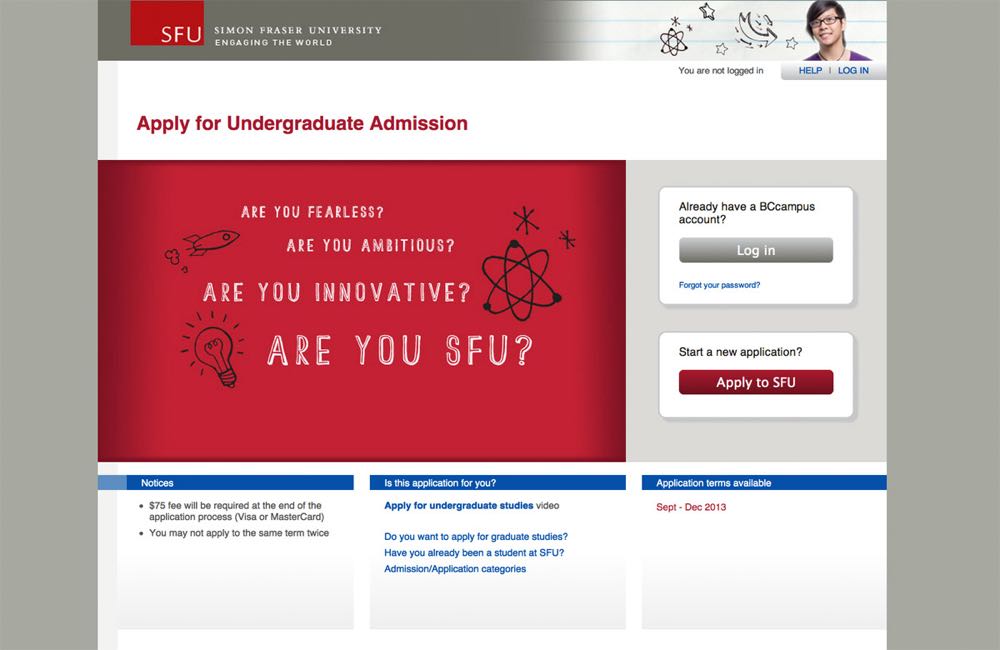 SFU
SIMON FRASER UNIVERSITY
ENGAGING THE WORLD
You are not logged in
HELP | LOG IN
Apply for Undergraduate Admission
ARE YOU FEARLESS?
ARE YOU AMBITIOUS?
ARE YOU INNOVATIVE?
ARE YOU SFU?
Already have a BCcampus
account?
Log in
Forgot your password?
Start a new application?
Apply to SFU
Notices
• $75 fee will be required at the end of the
application process (Visa or MasterCard)
• You may not apply to the same term twice
Is this application for you?
Apply for undergraduate studies video
Do you want to apply for graduate studies?
Have you already been a student at SFU?
Admission/Application categories
Application terms available
Sept - Dec 2013